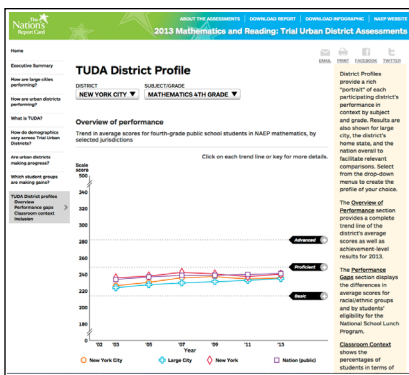 The Nation's Report Card
ABOUT THE ASSESSMENTS | DOWNLOAD REPORT | DOWNLOAD INFOGRAPHIC | NAEP WEBSITE
2013 Mathematics and Reading: Trial Urban District Assessments
Home
Executive Summary
How are large cities
performing?
How are urban districts
performing?
What is TUDA?
How do demographics
vary across Trial Urban
Districts?
Are urban districts
making progress?
Which student groups
are making gains?
TUDA District profiles
Overview
Performance gaps
Classroom context
Inclusion
EMAIL PRINT FACEBOOK TWITTER
TUDA District Profile
DISTRICT
NEW YORK CITY ▼
SUBJECT/GRADE
MATHEMATICS 4TH GRADE ▼
Overview of performance
Trend in average scores for fourth-grade public school students in NAEP mathematics, by
selected jurisdictions
Click on each trend line or key for more details.
Scale
score
500
340
320
300
280
260
240
220
200
180
0
Advanced
Proficient
Basic
'02 '03 '05 '07 '09 '11 '13
Year
New York City Large City New York Nation (public)
District Profiles
provide a rich
"portrait" of each
participating district's
performance in
context by subject
and grade. Results are
also shown for large
city, the district's
home state, and the
nation overall to
facilitate relevant
comparisons. Select
from the drop-down
menus to create the
profile of your choice.
The Overview of
Performance section
provides a complete
trend line of the
district's average
scores as well as
achievement-level
results for 2013.
The Performance
Gaps section displays
the differences in
average scores for
racial/ethnic groups
and by students'
eligibility for the
National School Lunch
Program.
Classroom Context
shows the
percentages of
students in terms of